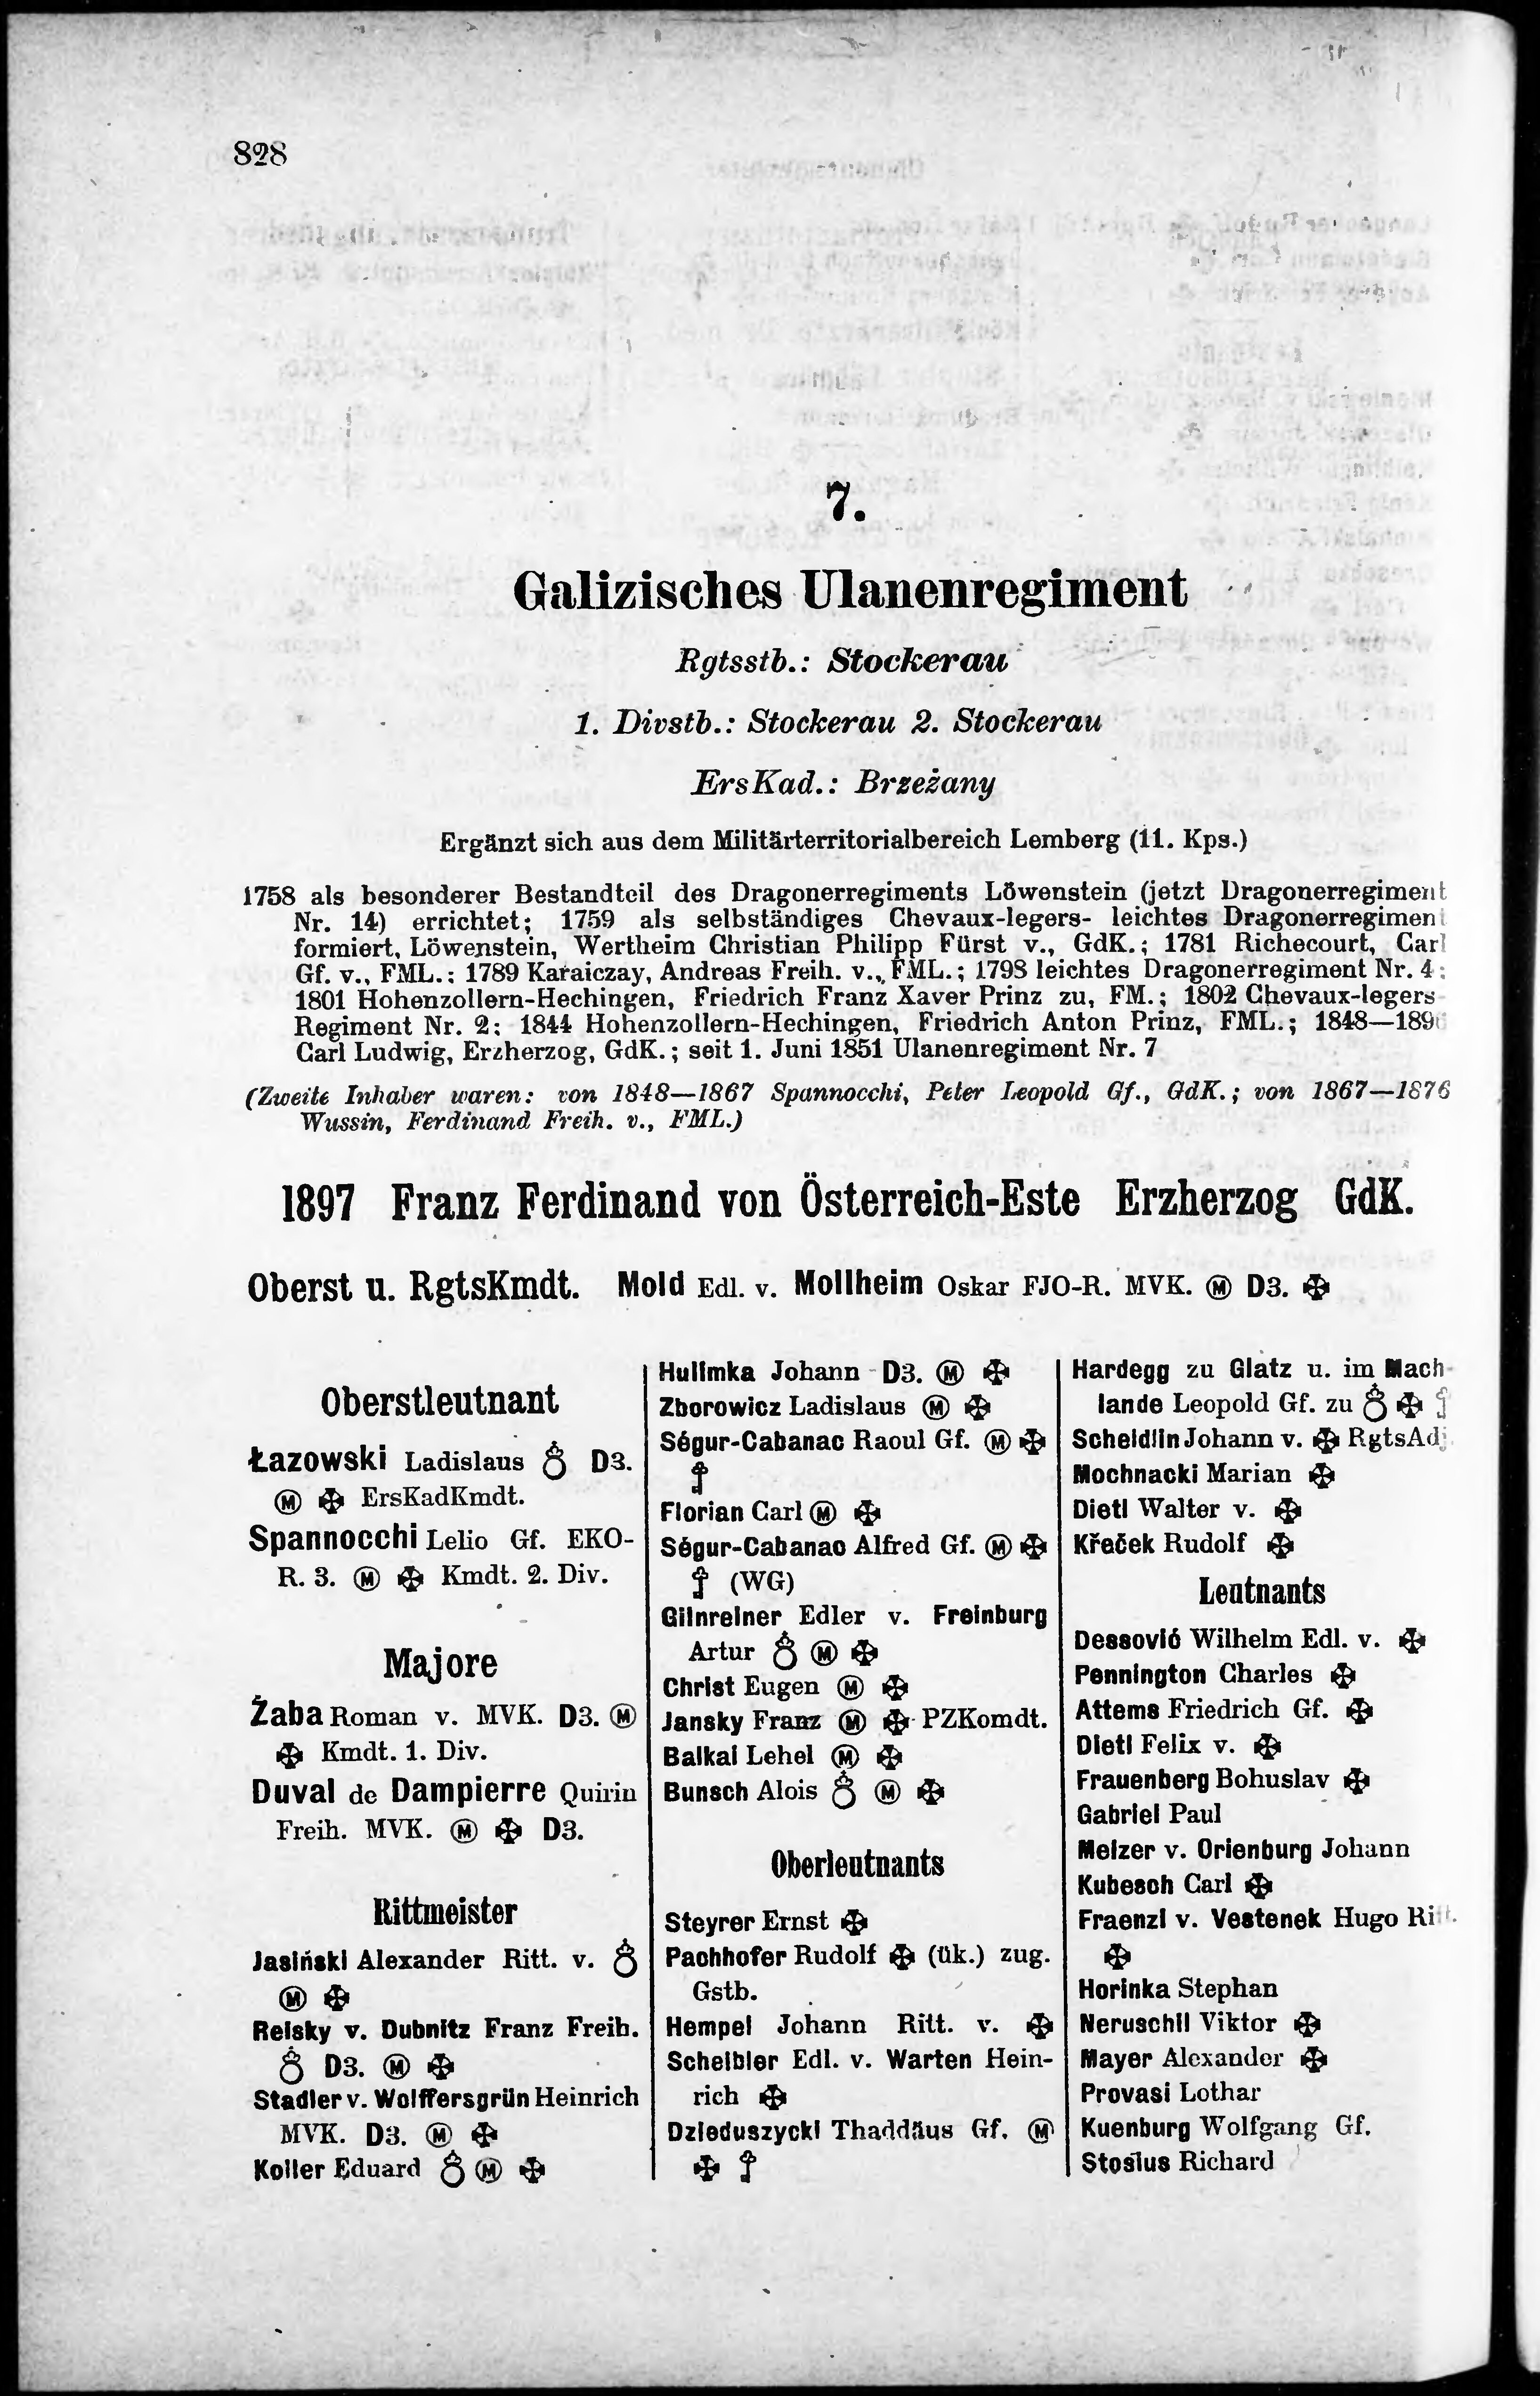 828
7.
Galizisches Ulanenregiment
Rgtsstb.: Stockerau
1. Divstb.: Stockerau 2. Stockerau
ErsKad.: Brzeżany
Ergänzt sich aus dem Militärterritorialbereich Lemberg (11. Kps.)
1758 als besonderer Bestandteil des Dragonerregiments Löwenstein (jetzt Dragonerregiment
Nr. 14) errichtet; 1759 als selbständiges Chevaux-legers- leichtes Dragonerregiment
formiert, Löwenstein, Wertheim Christian Philipp Fürst v., GdK.; 1781 Richecourt, Carl
Gf. v., FML.; 1789 Karaiczay, Andreas Freih. v., FML.; 1798 leichtes Dragonerregiment Nr. 4;
1801 Hohenzollern-Hechingen, Friedrich Franz Xaver Prinz zu, FM.; 1802 Chevaux-legers-
Regiment Nr. 2; 1844 Hohenzollern-Hechingen, Friedrich Anton Prinz, FML.; 1848—1896
Carl Ludwig, Erzherzog, GdK.; seit 1. Juni 1851 Ulanenregiment Nr. 7
(Zweite Inhaber waren: von 1848—1867 Spannocchi, Peter Leopold Gf., GdK.; von 1867—1876
Wussin, Ferdinand Freih. v., FML.)
1897 Franz Ferdinand von Österreich-Este Erzherzog GdK.
Oberst u. RgtsKmdt. Mold Edl. v. Mollheim Oskar FJO-R. MVK. Ⓜ D3. ✠
Oberstleutnant
Łazowski Ladislaus D3.
Ⓜ ✠ ErsKadKmdt.
Spannocchi Lelio Gf. EKO-
R. 3. Ⓜ ✠ Kmdt. 2. Div.
Majore
Żaba Roman v. MVK. D3. Ⓜ
✠ Kmdt. 1. Div.
Duval de Dampierre Quirin
Freih. MVK. Ⓜ ✠ D3.
Rittmeister
Jasiński Alexander Ritt. v.
Ⓜ ✠
Reisky v. Dubnitz Franz Freih.
D3. Ⓜ ✠
Stadler v. Wolffersgrün Heinrich
MVK. D3. Ⓜ ✠
Koller Eduard Ⓜ ✠
Hulimka Johann D3. Ⓜ ✠
Zborowicz Ladislaus Ⓜ ✠
Ségur-Cabanac Raoul Gf. Ⓜ ✠
Florian Carl Ⓜ ✠
Ségur-Cabanac Alfred Gf. Ⓜ ✠
(WG)
Gilnreiner Edler v. Freinburg
Artur Ⓜ ✠
Christ Eugen Ⓜ ✠
Jansky Franz Ⓜ ✠ PZKomdt.
Balkai Lehel Ⓜ ✠
Bunsch Alois Ⓜ ✠
Oberleutnants
Steyrer Ernst ✠
Pachhofer Rudolf ✠ (ük.) zug.
Gstb.
Hempel Johann Ritt. v. ✠
Scheibler Edl. v. Warten Hein-
rich ✠
Dzieduszycki Thaddäus Gf. Ⓜ
✠
Hardegg zu Glatz u. im Mach-
lande Leopold Gf. zu ✠
Scheidlin Johann v. ✠ RgtsAdj.
Mochnacki Marian ✠
Dietl Walter v. ✠
Křeček Rudolf ✠
Leutnants
Dessović Wilhelm Edl. v. ✠
Pennington Charles ✠
Attems Friedrich Gf. ✠
Dietl Felix v. ✠
Frauenberg Bohuslav ✠
Gabriel Paul
Melzer v. Orienburg Johann
Kubesch Carl ✠
Fraenzl v. Vestenek Hugo Ritt.
✠
Horinka Stephan
Neruschil Viktor ✠
Mayer Alexander ✠
Provasi Lothar
Kuenburg Wolfgang Gf.
Stosius Richard